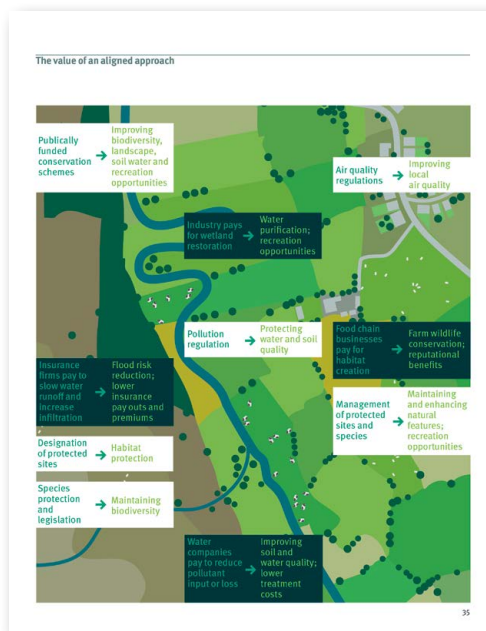 The value of an aligned approach
Publically
funded
conservation
schemes
→
Improving
biodiversity,
landscape,
soil water and
recreation
opportunities
Air quality
regulations
→
Improving
local
air quality
Industry pays
for wetland
restoration
→
Water
purification;
recreation
opportunities
Pollution
regulation
→
Protecting
water and soil
quality
Food chain
businesses
pay for
habitat
creation
→
Farm wildlife
conservation;
reputational
benefits
Insurance
firms pay to
slow water
runoff and
increase
infiltration
→
Flood risk
reduction;
lower
insurance
pay outs and
premiums
Management
of protected
sites and
species
→
Maintaining
and enhancing
natural
features;
recreation
opportunities
Designation
of protected
sites
→
Habitat
protection
Species
protection
and
legislation
→
Maintaining
biodiversity
Water
companies
pay to reduce
pollutant
input or loss
→
Improving
soil and
water quality;
lower
treatment
costs
35